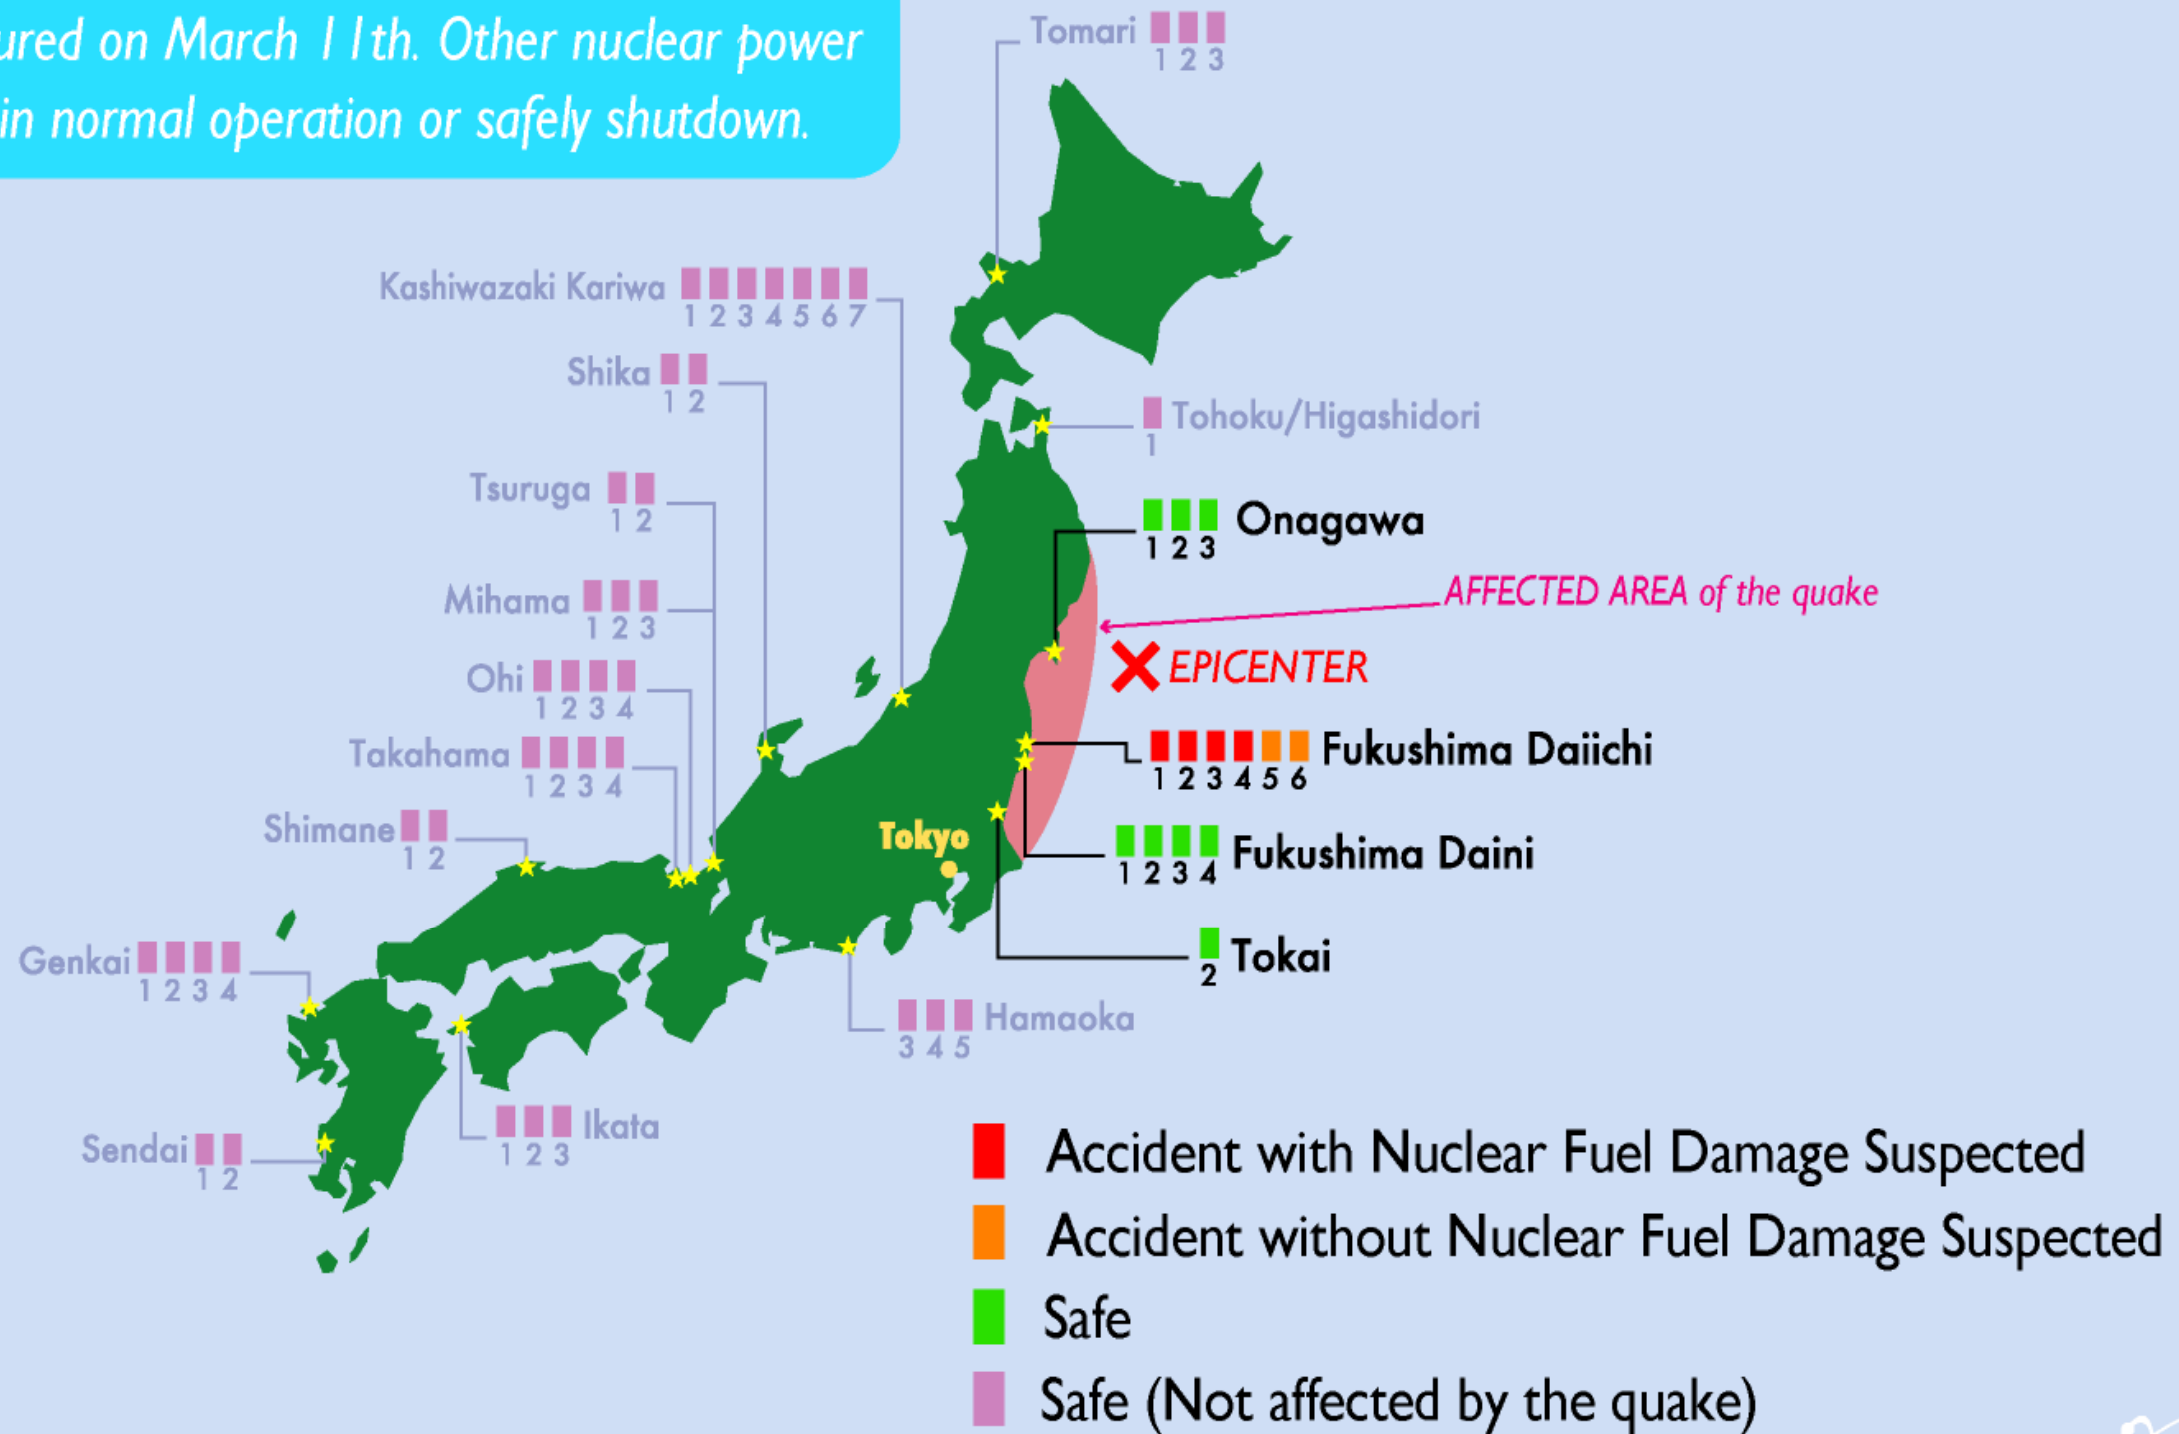 ured on March 11th. Other nuclear power
in normal operation or safely shutdown.
Tomari
1 2 3
Kashiwazaki Kariwa
1 2 3 4 5 6 7
Shika
1 2
Tohoku/Higashidori
1
Tsuruga
1 2
Onagawa
1 2 3
Mihama
1 2 3
AFFECTED AREA of the quake
EPICENTER
Ohi
1 2 3 4
Takahama
1 2 3 4
Fukushima Daiichi
1 2 3 4 5 6
Shimane
1 2
Tokyo
Fukushima Daini
1 2 3 4
Genkai
1 2 3 4
Tokai
2
Hamaoka
3 4 5
Ikata
1 2 3
Sendai
1 2
Accident with Nuclear Fuel Damage Suspected
Accident without Nuclear Fuel Damage Suspected
Safe
Safe (Not affected by the quake)